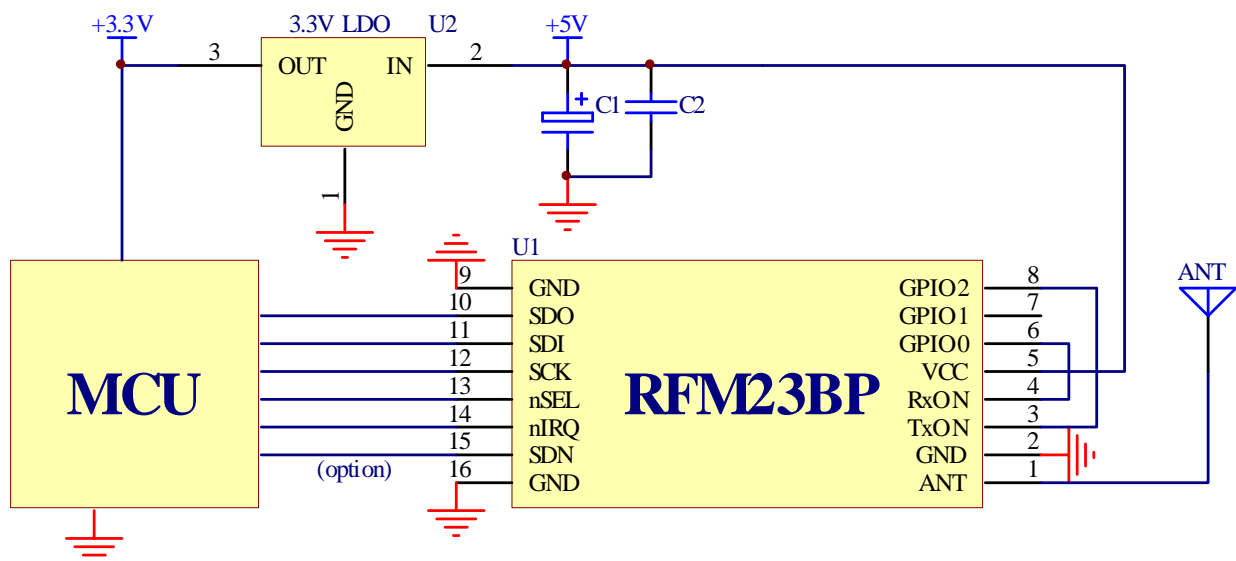 +3.3V
3.3V LDO
U2
+5V
3
OUT
IN
2
GND
1
+
C1
C2
U1
ANT
9
GND
GPIO2
8
10
SDO
GPIO1
7
11
SDI
GPIO0
6
12
SCK
VCC
5
13
nSEL
RxON
4
14
nIRQ
TxON
3
15
SDN
GND
2
16
GND
ANT
1
MCU
RFM23BP
(option)